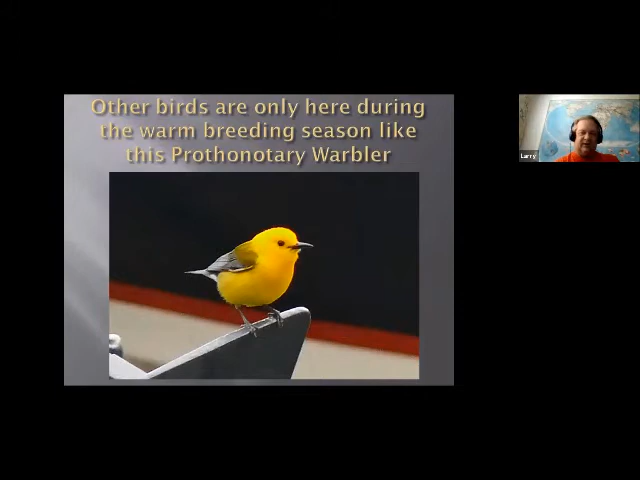 Other birds are only here during
the warm breeding season like
this Prothonotary Warbler
Larry